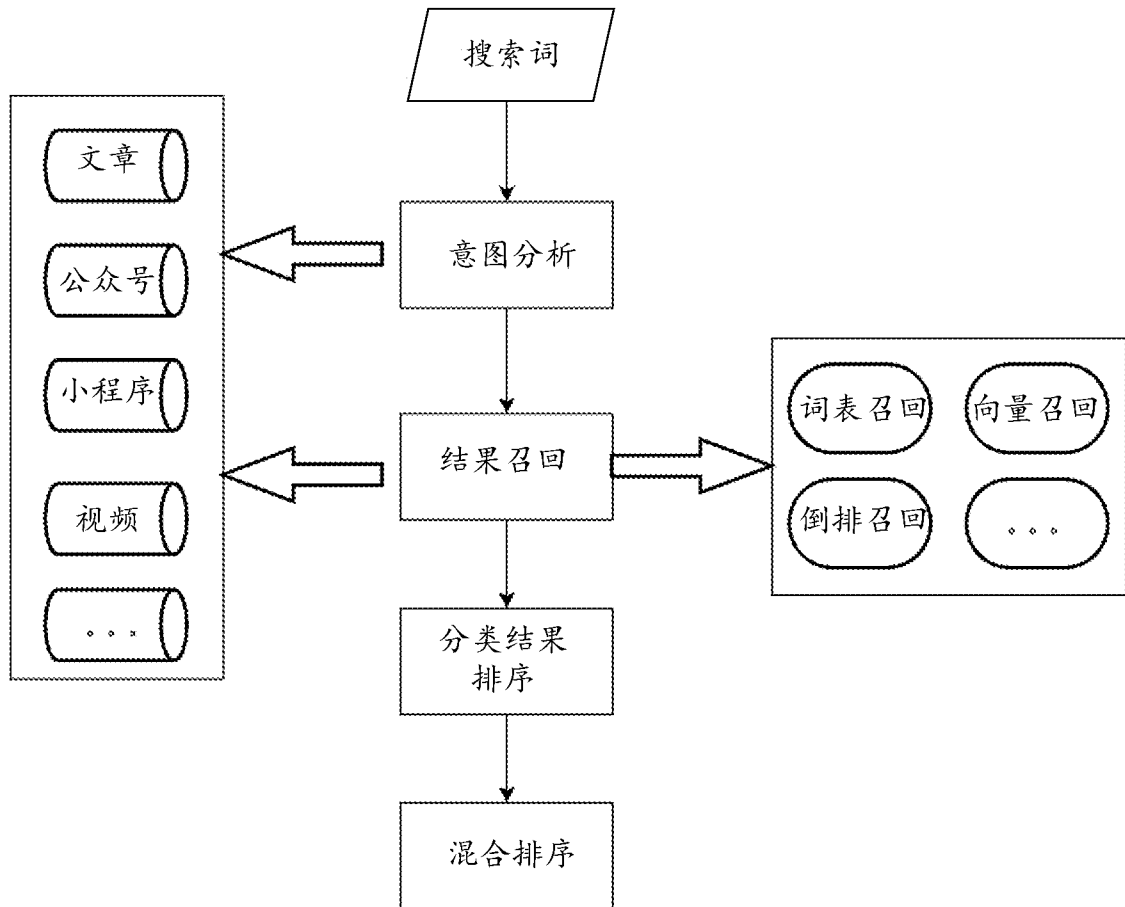 搜索词
意图分析
结果召回
分类结果
排序
混合排序
文章
公众号
小程序
视频
...
词表召回
向量召回
倒排召回
...